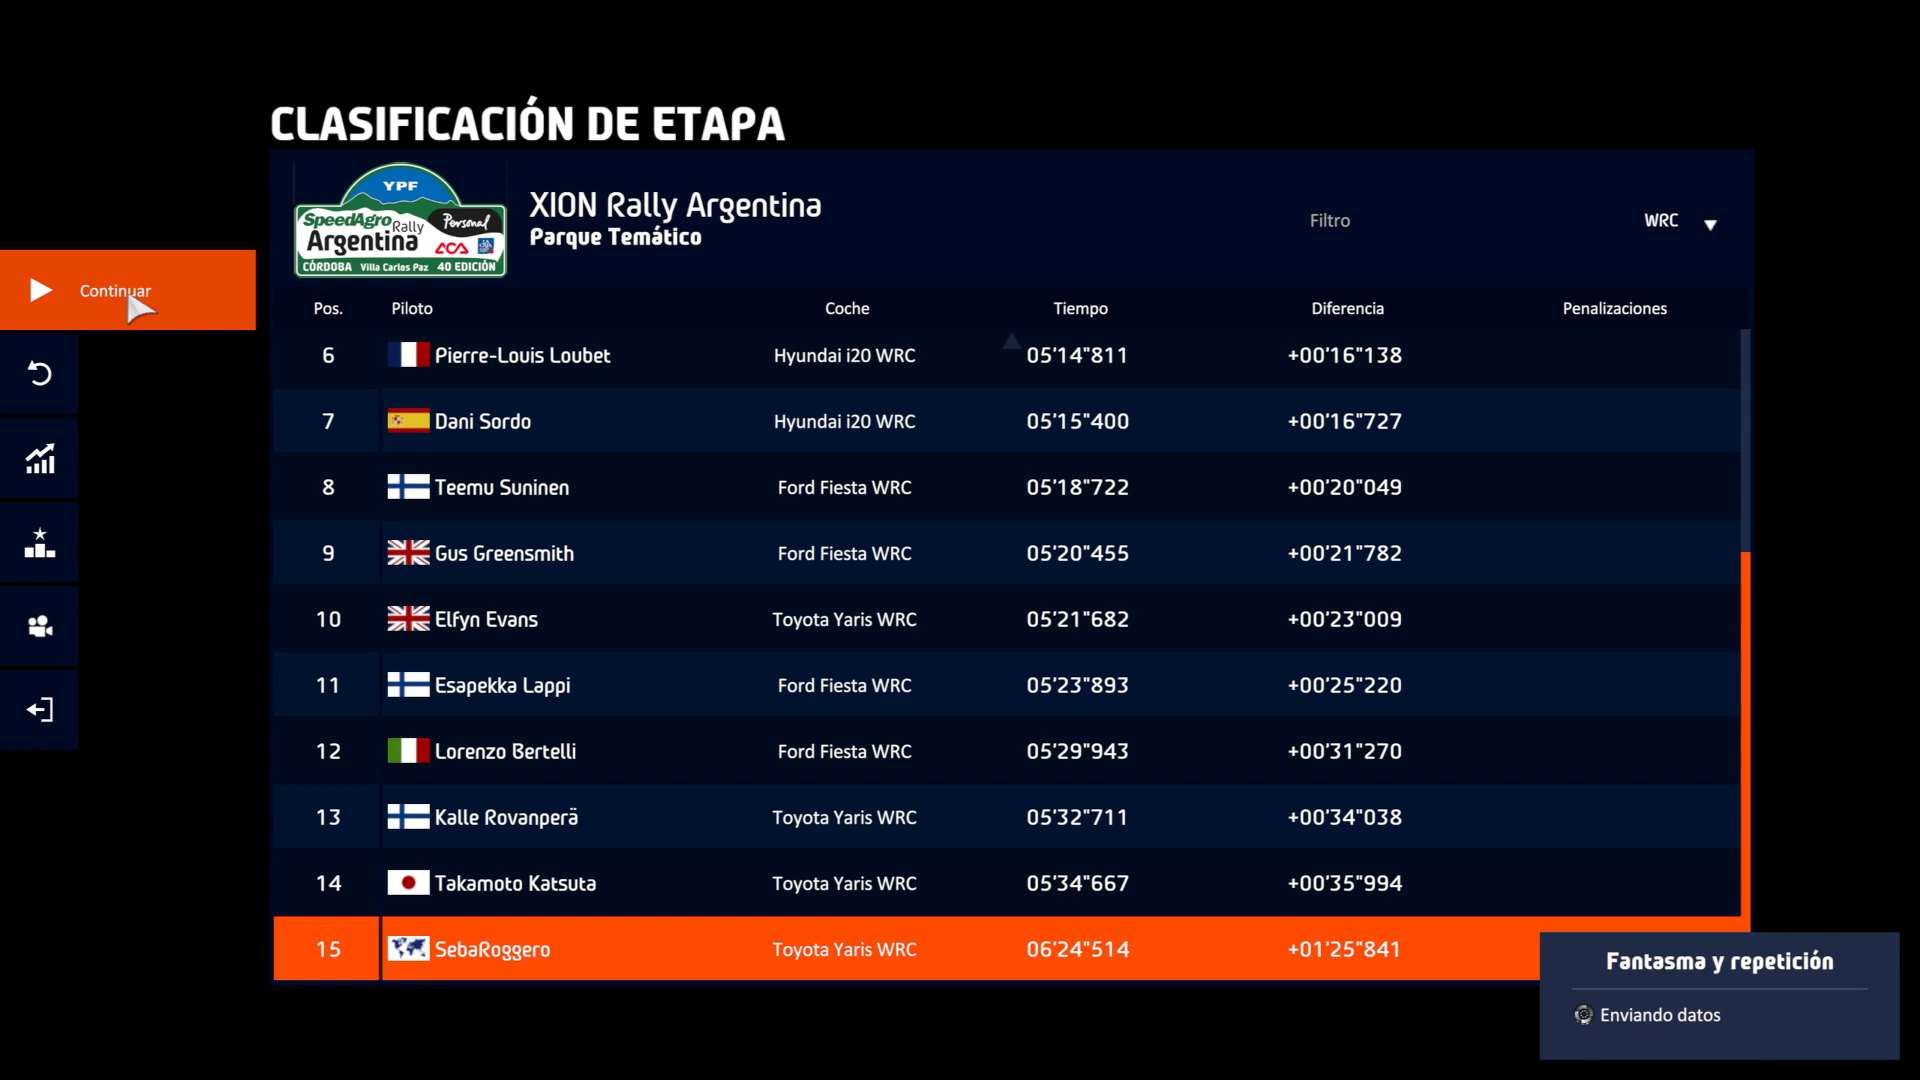 CLASIFICACIÓN DE ETAPA
YPF
SpeedAgro Rally Personal
Argentina ACA
CÓRDOBA Villa Carlos Paz 40 EDICIÓN
XION Rally Argentina
Parque Temático
Filtro WRC
Continuar
Pos. Piloto Coche Tiempo Diferencia Penalizaciones
6 Pierre-Louis Loubet Hyundai i20 WRC 05'14"811 +00'16"138
7 Dani Sordo Hyundai i20 WRC 05'15"400 +00'16"727
8 Teemu Suninen Ford Fiesta WRC 05'18"722 +00'20"049
9 Gus Greensmith Ford Fiesta WRC 05'20"455 +00'21"782
10 Elfyn Evans Toyota Yaris WRC 05'21"682 +00'23"009
11 Esapekka Lappi Ford Fiesta WRC 05'23"893 +00'25"220
12 Lorenzo Bertelli Ford Fiesta WRC 05'29"943 +00'31"270
13 Kalle Rovanperä Toyota Yaris WRC 05'32"711 +00'34"038
14 Takamoto Katsuta Toyota Yaris WRC 05'34"667 +00'35"994
15 SebaRoggero Toyota Yaris WRC 06'24"514 +01'25"841
Fantasma y repetición
Enviando datos